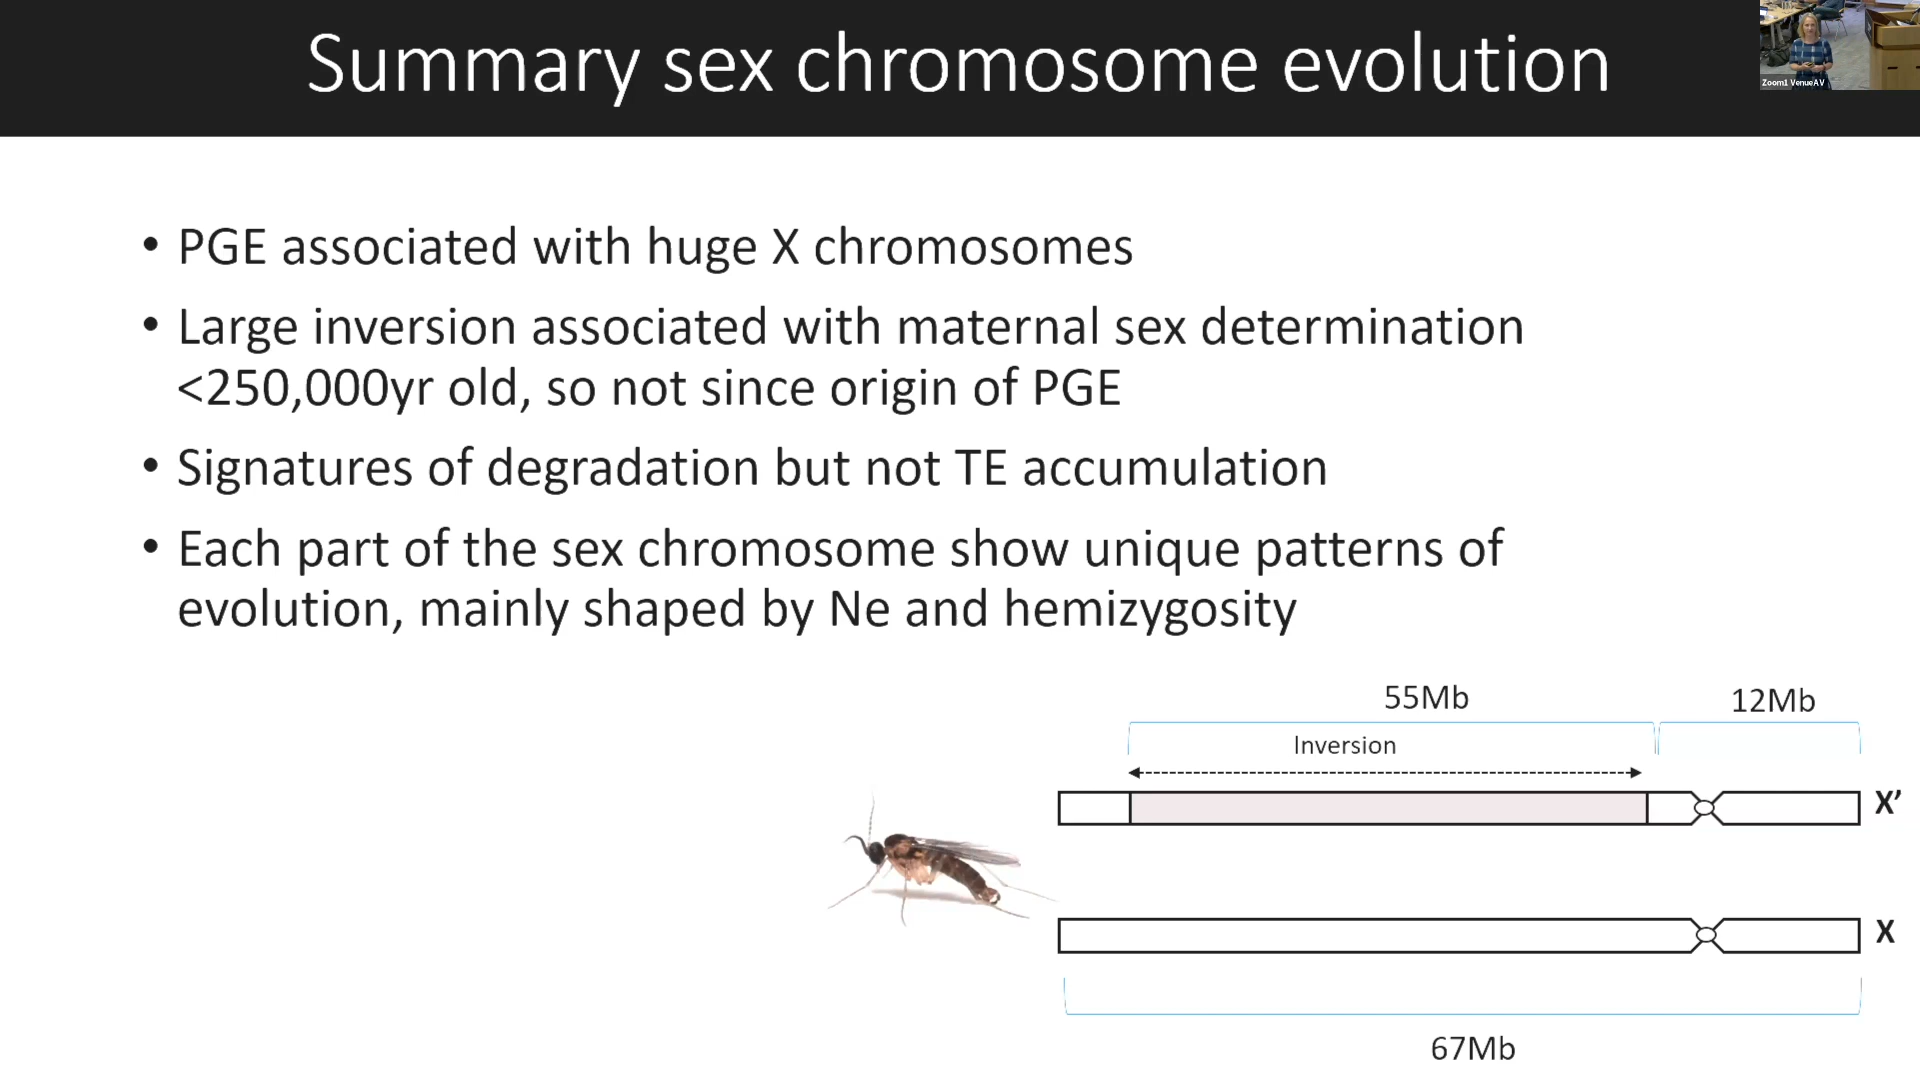 Summary sex chromosome evolution
Zoom1 VenueAV
• PGE associated with huge X chromosomes
• Large inversion associated with maternal sex determination
<250,000yr old, so not since origin of PGE
• Signatures of degradation but not TE accumulation
• Each part of the sex chromosome show unique patterns of
evolution, mainly shaped by Ne and hemizygosity
55Mb
12Mb
Inversion
X’
X
67Mb